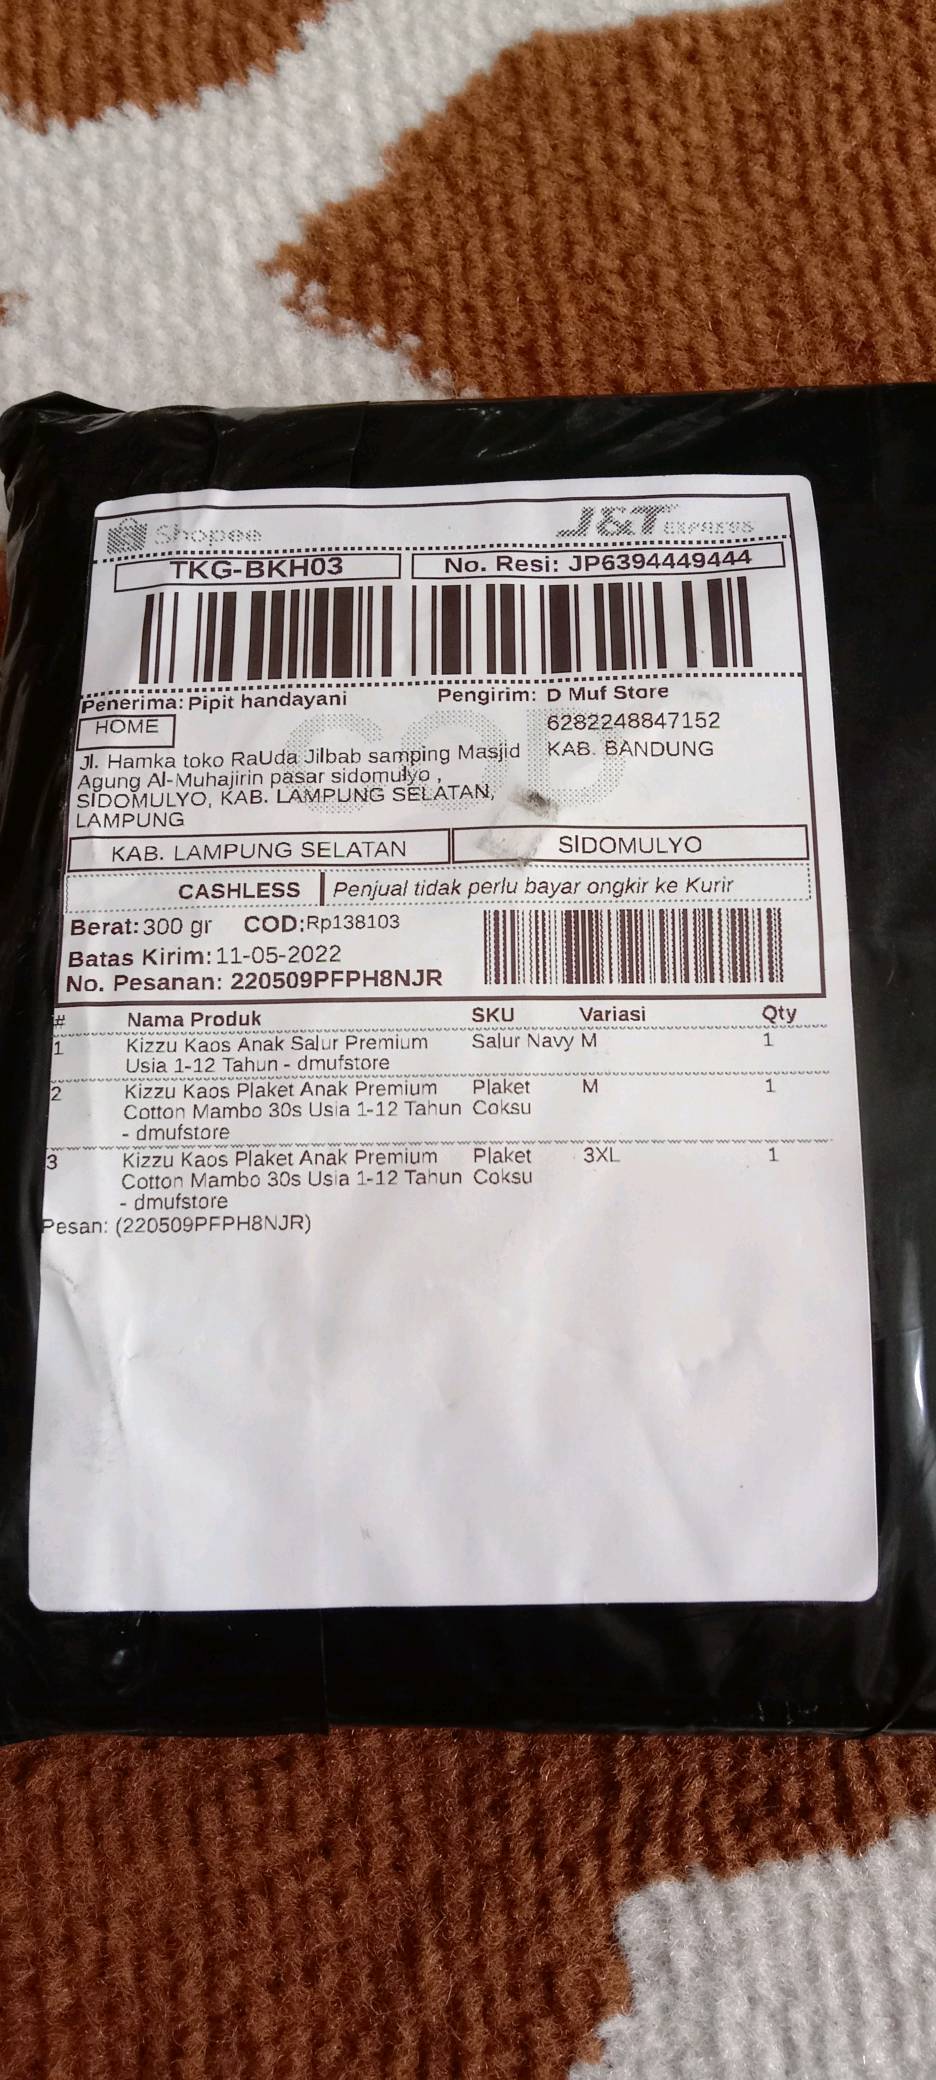 Shopee
J&T EXPRESS
TKG-BKH03
No. Resi: JP6394449444
Penerima: Pipit handayani
HOME
Jl. Hamka toko RaUda Jilbab samping Masjid
Agung Al-Muhajirin pasar sidomulyo ,
SIDOMULYO, KAB. LAMPUNG SELATAN,
LAMPUNG
Pengirim: D Muf Store
6282248847152
KAB. BANDUNG
COD
KAB. LAMPUNG SELATAN
SIDOMULYO
CASHLESS
Penjual tidak perlu bayar ongkir ke Kurir
Berat: 300 gr COD: Rp138103
Batas Kirim: 11-05-2022
No. Pesanan: 220509PFPH8NJR
# Nama Produk SKU Variasi Qty
1 Kizzu Kaos Anak Salur Premium Salur Navy M 1
Usia 1-12 Tahun - dmufstore
2 Kizzu Kaos Plaket Anak Premium Plaket M 1
Cotton Mambo 30s Usia 1-12 Tahun Coksu
- dmufstore
3 Kizzu Kaos Plaket Anak Premium Plaket 3XL 1
Cotton Mambo 30s Usia 1-12 Tahun Coksu
- dmufstore
Pesan: (220509PFPH8NJR)